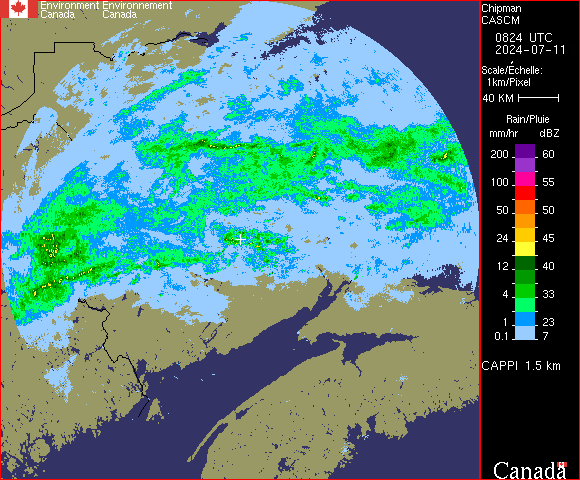 Environment Environnement
Canada Canada
Chipman
CASCM
0824 UTC
2024-07-11
Scale/Échelle:
1km/Pixel
40 KM
Rain/Pluie
mm/hr dBZ
200 60
100 55
50 50
24 45
12 40
4 33
1 23
0.1 7
CAPPI 1.5 km
Canada